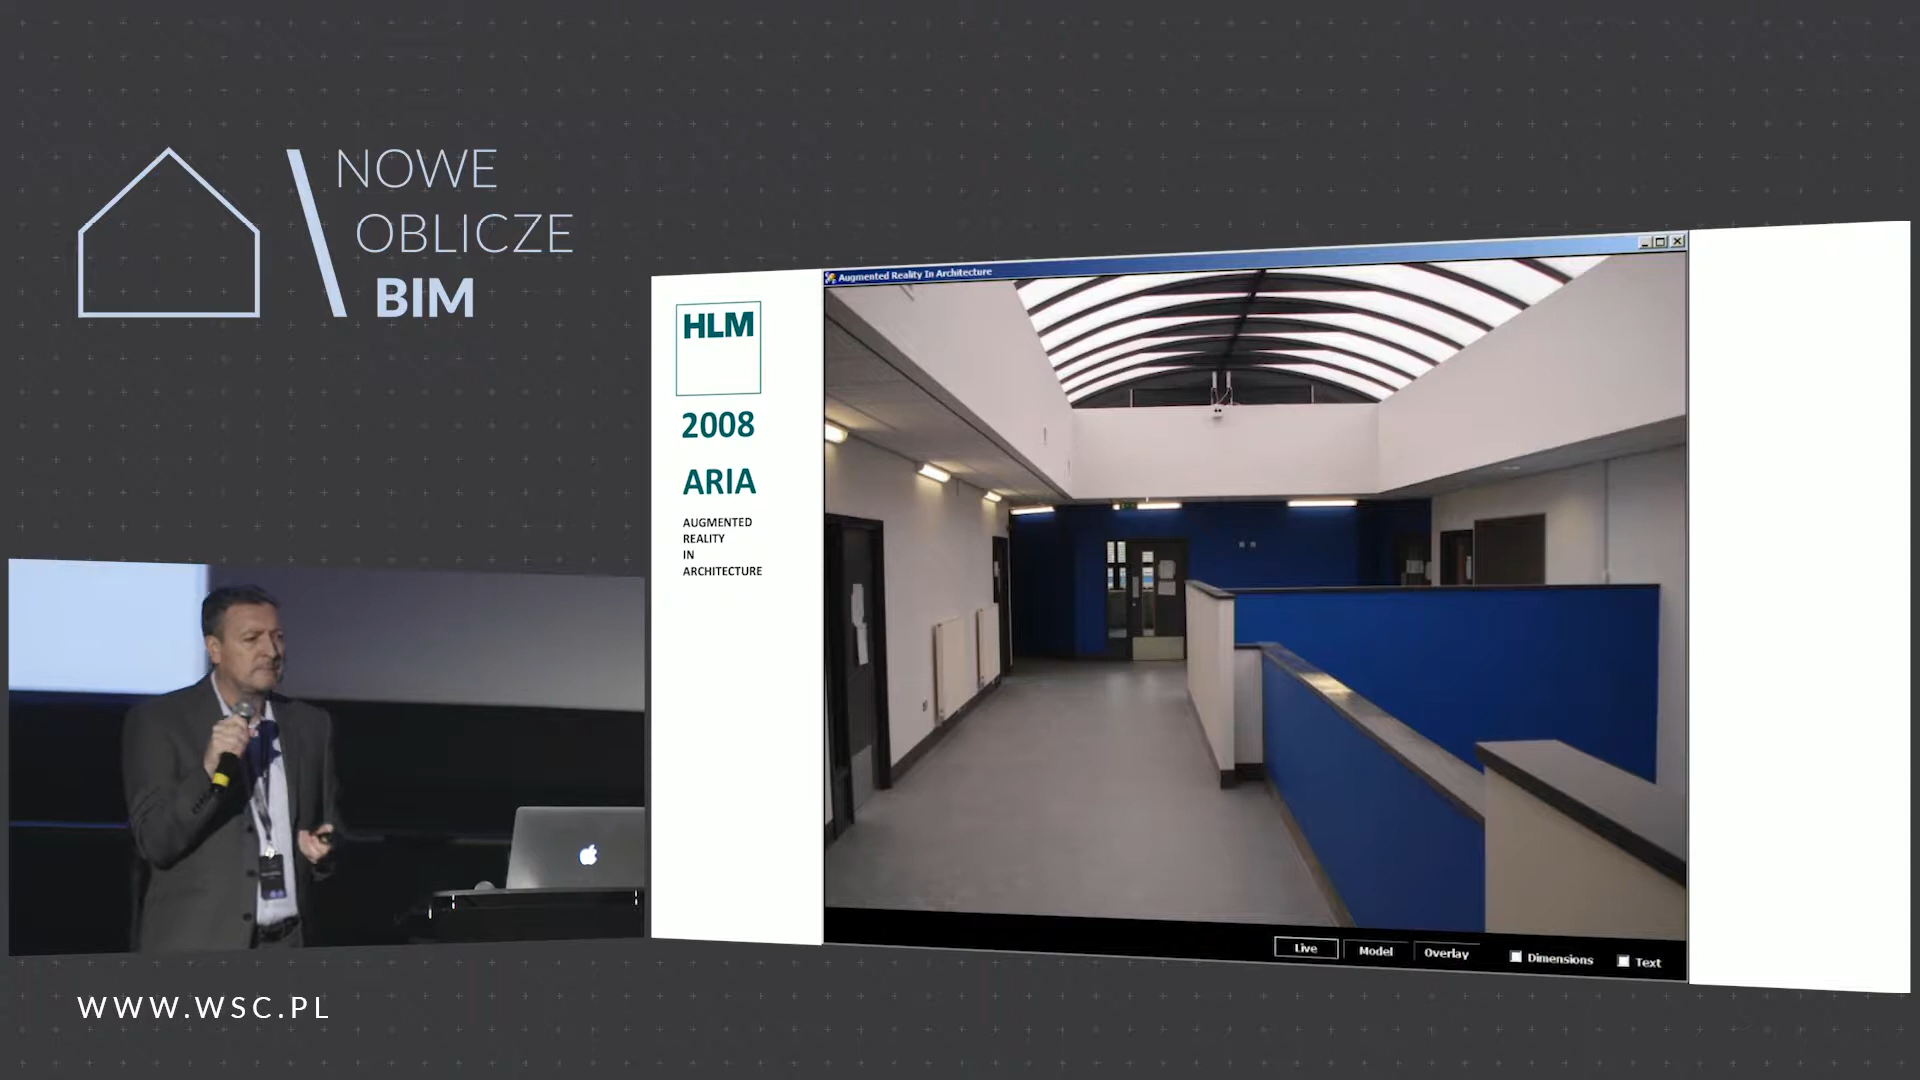 NOWE
OBLICZE
BIM
HLM
2008
ARIA
AUGMENTED
REALITY
IN
ARCHITECTURE
Augmented Reality In Architecture
Live
Model
Overlay
Dimensions
Text
WWW.WSC.PL